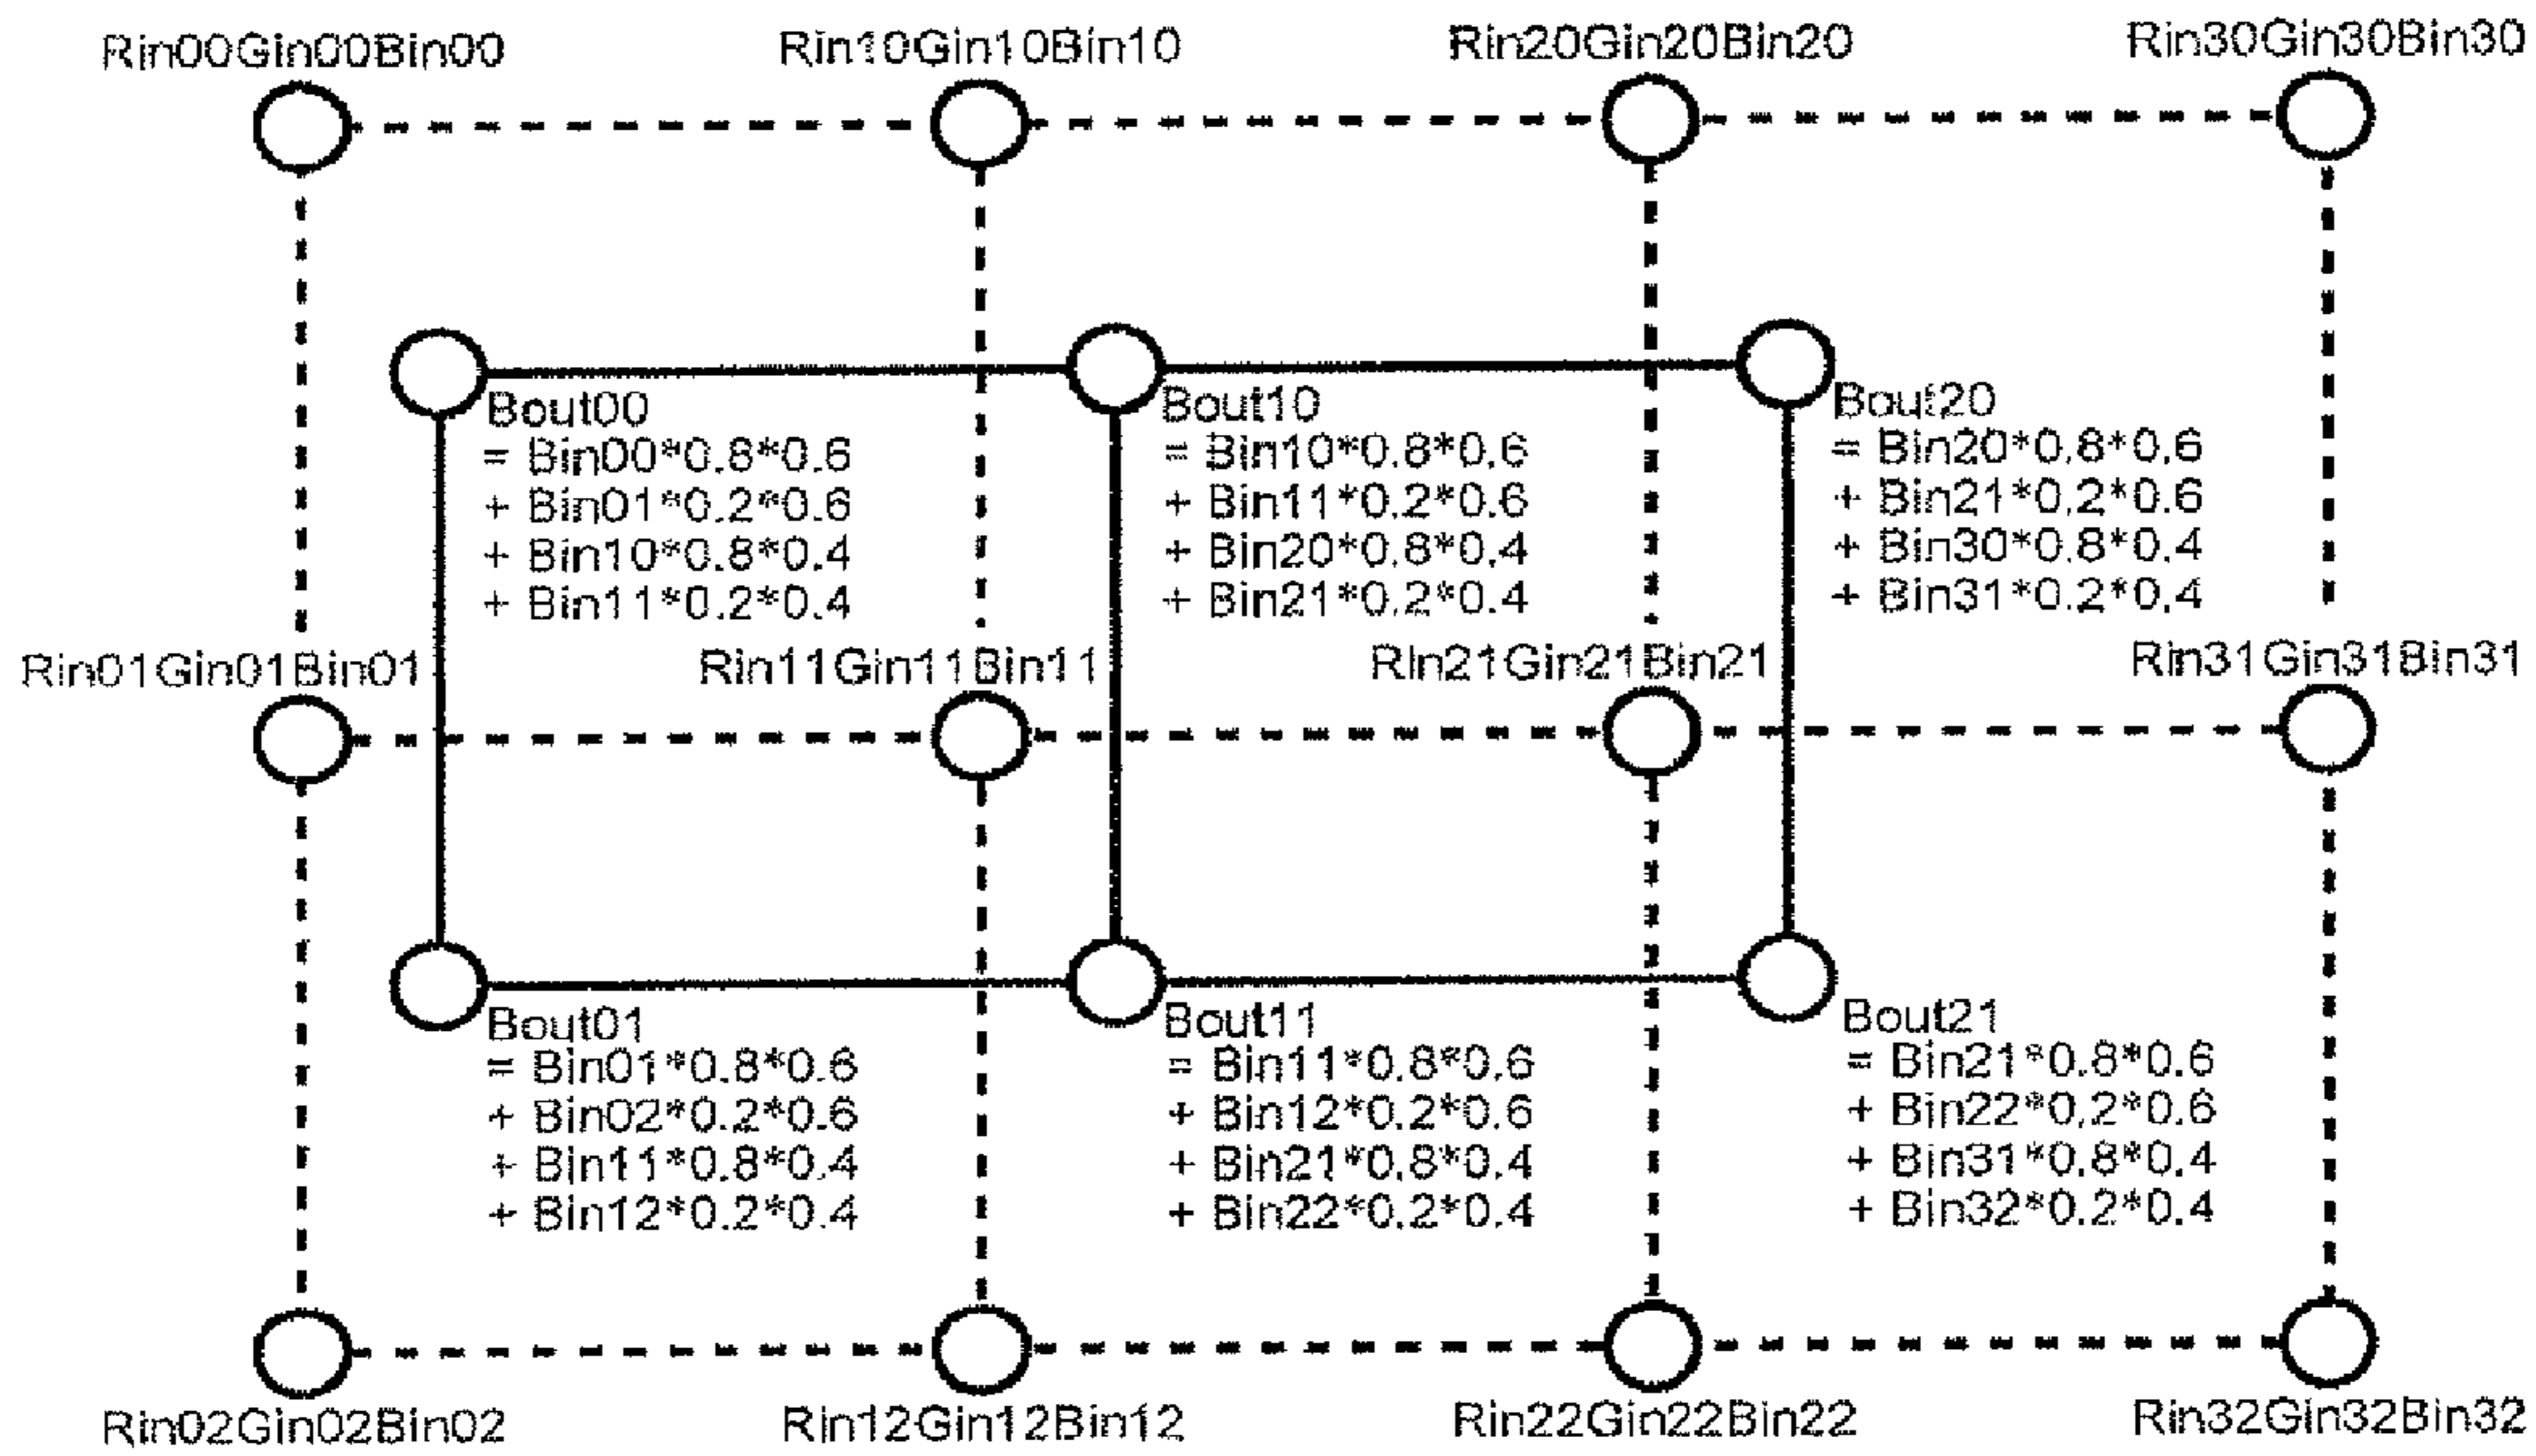 Rin00Gin00Bin00
Rin10Gin10Bin10
Rin20Gin20Bin20
Rin30Gin30Bin30
Bout00
= Bin00*0.8*0.6
+ Bin01*0.2*0.6
+ Bin10*0.8*0.4
+ Bin11*0.2*0.4
Bout10
= Bin10*0.8*0.6
+ Bin11*0.2*0.6
+ Bin20*0.8*0.4
+ Bin21*0.2*0.4
Bout20
= Bin20*0.8*0.6
+ Bin21*0.2*0.6
+ Bin30*0.8*0.4
+ Bin31*0.2*0.4
Rin01Gin01Bin01
Rin11Gin11Bin11
Rin21Gin21Bin21
Rin31Gin31Bin31
Bout01
= Bin01*0.8*0.6
+ Bin02*0.2*0.6
+ Bin11*0.8*0.4
+ Bin12*0.2*0.4
Bout11
= Bin11*0.8*0.6
+ Bin12*0.2*0.6
+ Bin21*0.8*0.4
+ Bin22*0.2*0.4
Bout21
= Bin21*0.8*0.6
+ Bin22*0.2*0.6
+ Bin31*0.8*0.4
+ Bin32*0.2*0.4
Rin02Gin02Bin02
Rin12Gin12Bin12
Rin22Gin22Bin22
Rin32Gin32Bin32